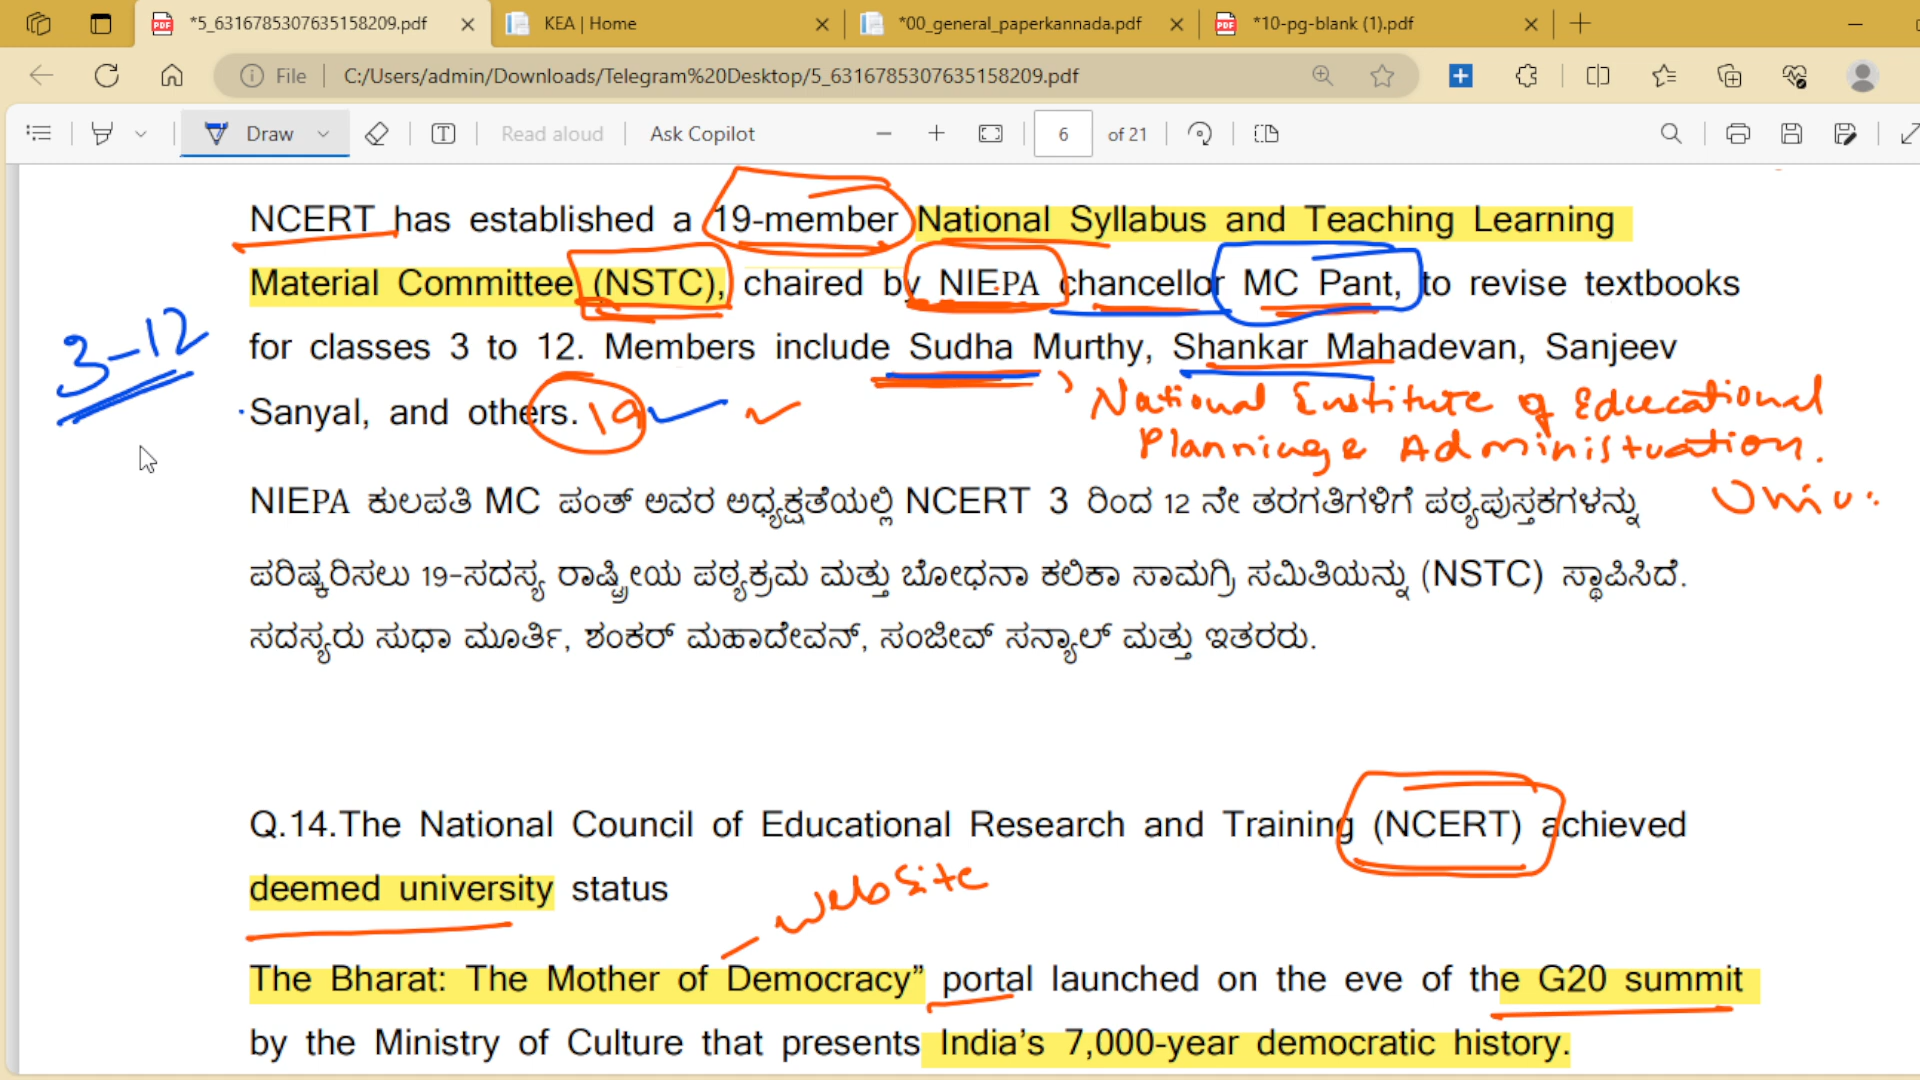 *5_6316785307635158209.pdf
KEA | Home
*00_general_paperkannada.pdf
*10-pg-blank (1).pdf
File
C:/Users/admin/Downloads/Telegram%20Desktop/5_6316785307635158209.pdf
Draw
Read aloud
Ask Copilot
6 of 21
NCERT has established a 19-member National Syllabus and Teaching Learning
Material Committee (NSTC), chaired by NIEPA chancellor MC Pant, to revise textbooks
3-12
for classes 3 to 12. Members include Sudha Murthy, Shankar Mahadevan, Sanjeev
Sanyal, and others. 19
National Institute of Educational
Planning & Administration.
Univ.
NIEPA ಕುಲಪತಿ MC ಪಂತ್ ಅವರ ಅಧ್ಯಕ್ಷತೆಯಲ್ಲಿ NCERT 3 ರಿಂದ 12 ನೇ ತರಗತಿಗಳಿಗೆ ಪಠ್ಯಪುಸ್ತಕಗಳನ್ನು
ಪರಿಷ್ಕರಿಸಲು 19-ಸದಸ್ಯ ರಾಷ್ಟ್ರೀಯ ಪಠ್ಯಕ್ರಮ ಮತ್ತು ಬೋಧನಾ ಕಲಿಕಾ ಸಾಮಗ್ರಿ ಸಮಿತಿಯನ್ನು (NSTC) ಸ್ಥಾಪಿಸಿದೆ.
ಸದಸ್ಯರು ಸುಧಾ ಮೂರ್ತಿ, ಶಂಕರ್ ಮಹಾದೇವನ್, ಸಂಜೀವ್ ಸನ್ಯಾಲ್ ಮತ್ತು ಇತರರು.
Q.14.The National Council of Educational Research and Training (NCERT) achieved
deemed university status
website
The Bharat: The Mother of Democracy” portal launched on the eve of the G20 summit
by the Ministry of Culture that presents India’s 7,000-year democratic history.